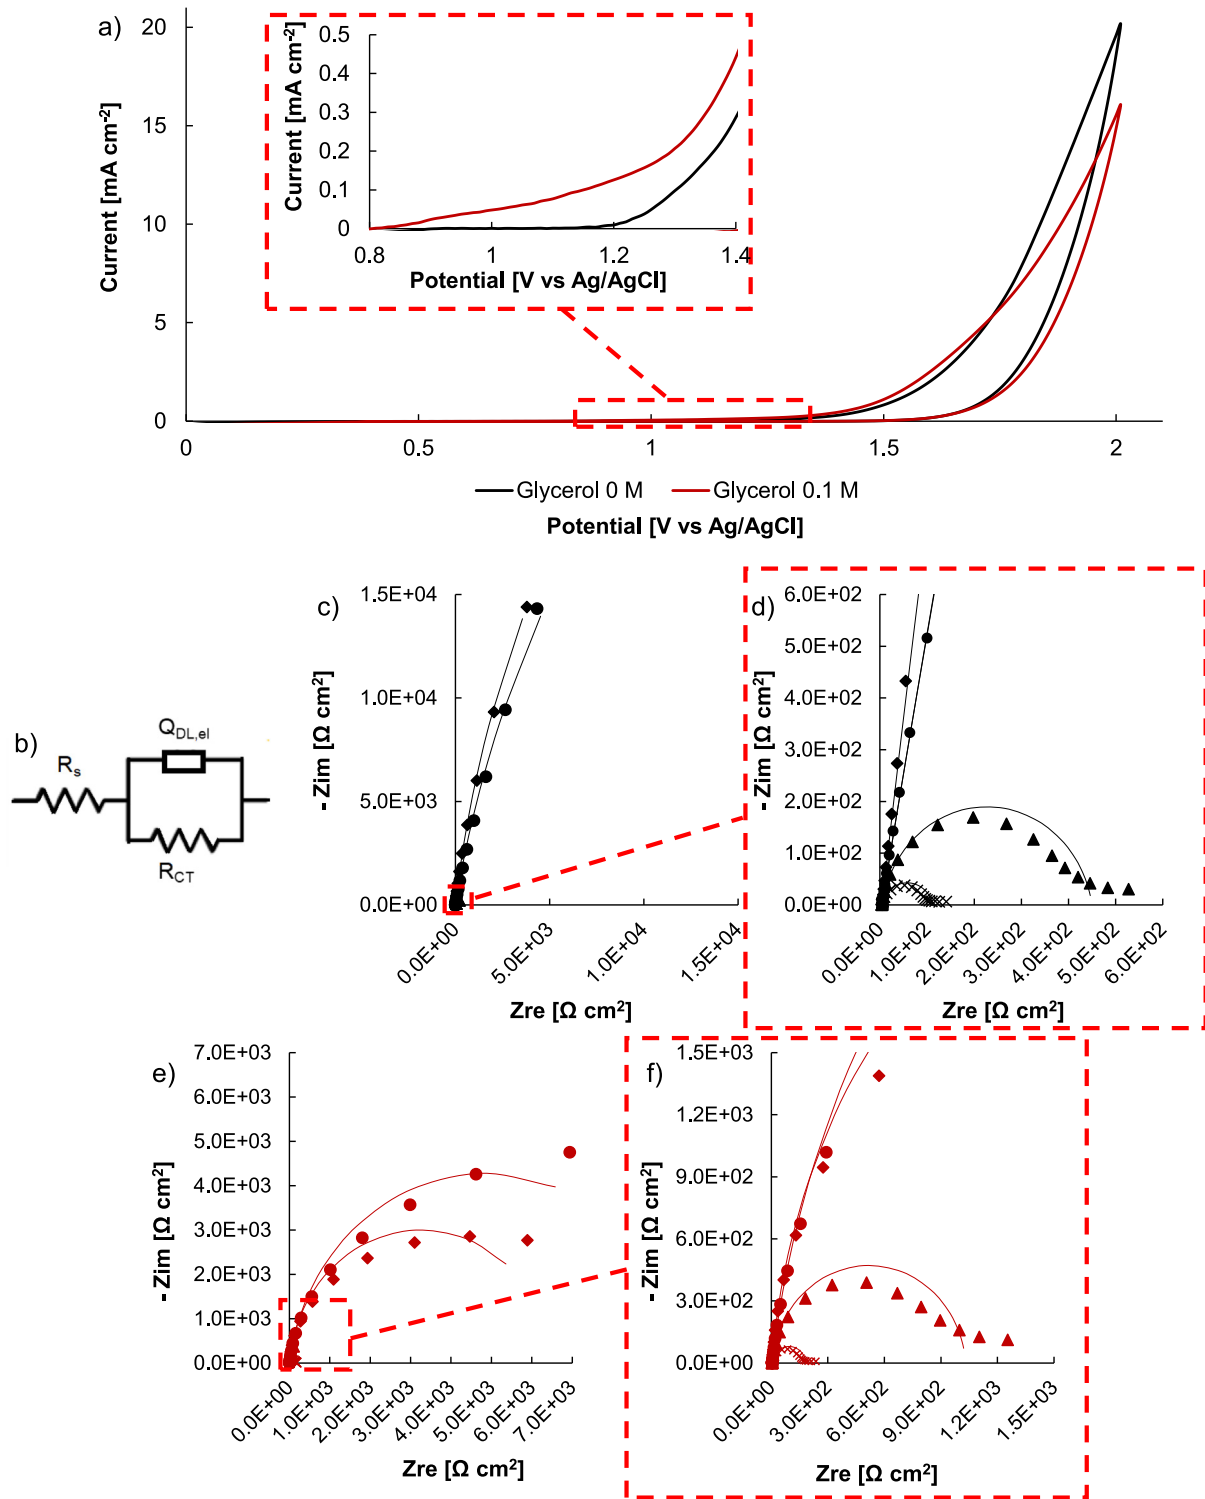 a)
20
15
10
5
0
Current [mA cm⁻²]
0.5
0.4
0.3
0.2
0.1
0
Current [mA cm⁻²]
0.8
1
1.2
1.4
Potential [V vs Ag/AgCl]
0
0.5
1
1.5
2
Glycerol 0 M
Glycerol 0.1 M
Potential [V vs Ag/AgCl]
b)
Q_DL,el
R_s
R_CT
c)
1.5E+04
1.0E+04
5.0E+03
0.0E+00
- Zim [Ω cm²]
0.0E+00
5.0E+03
1.0E+04
1.5E+04
Zre [Ω cm²]
d)
6.0E+02
5.0E+02
4.0E+02
3.0E+02
2.0E+02
1.0E+02
0.0E+00
- Zim [Ω cm²]
0.0E+00
1.0E+02
2.0E+02
3.0E+02
4.0E+02
5.0E+02
6.0E+02
Zre [Ω cm²]
e)
7.0E+03
6.0E+03
5.0E+03
4.0E+03
3.0E+03
2.0E+03
1.0E+03
0.0E+00
- Zim [Ω cm²]
0.0E+00
1.0E+03
2.0E+03
3.0E+03
4.0E+03
5.0E+03
6.0E+03
7.0E+03
Zre [Ω cm²]
f)
1.5E+03
1.2E+03
9.0E+02
6.0E+02
3.0E+02
0.0E+00
- Zim [Ω cm²]
0.0E+00
3.0E+02
6.0E+02
9.0E+02
1.2E+03
1.5E+03
Zre [Ω cm²]